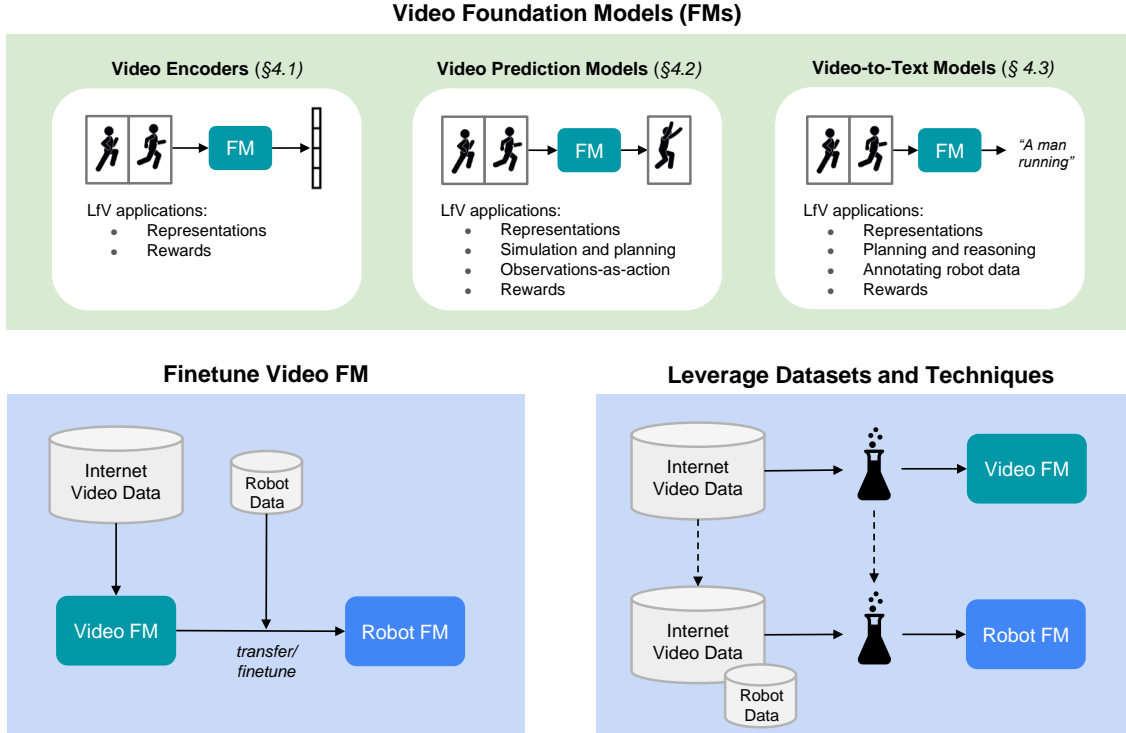 Video Foundation Models (FMs)
Video Encoders (§4.1)
FM
LfV applications:
• Representations
• Rewards
Video Prediction Models (§4.2)
FM
LfV applications:
• Representations
• Simulation and planning
• Observations-as-action
• Rewards
Video-to-Text Models (§ 4.3)
FM
“A man
running”
LfV applications:
• Representations
• Planning and reasoning
• Annotating robot data
• Rewards
Finetune Video FM
Internet
Video Data
Robot
Data
Video FM
transfer/
finetune
Robot FM
Leverage Datasets and Techniques
Internet
Video Data
Video FM
Internet
Video Data
Robot
Data
Robot FM